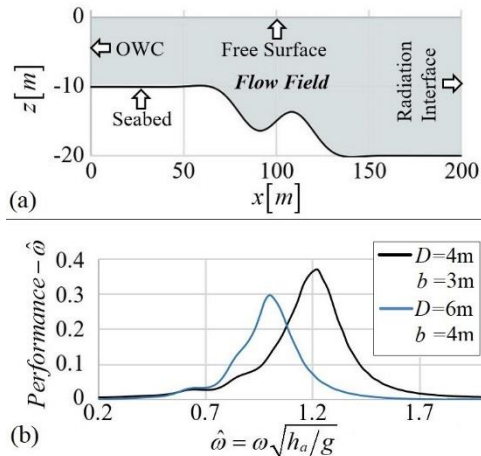 0
OWC
Free Surface
Flow Field
Radiation
Interface
z[m]
-10
Seabed
-20
0 50 100 150 200
x[m]
(a)
0.4
D=4m
b=3m
D=6m
b=4m
0.3
0.2
0.1
0
Performance-ω̂
0.2 0.7 1.2 1.7
ω̂ = ω√(hₐ/g)
(b)